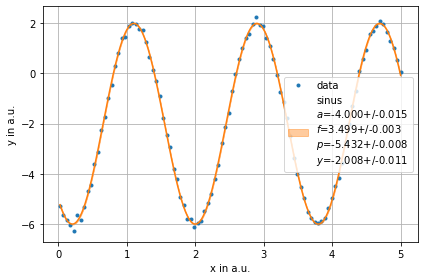 2
0
-2
-4
-6
y in a.u.
data
sinus
a=-4.000+/-0.015
f=3.499+/-0.003
p=-5.432+/-0.008
y=-2.008+/-0.011
0
1
2
3
4
5
x in a.u.